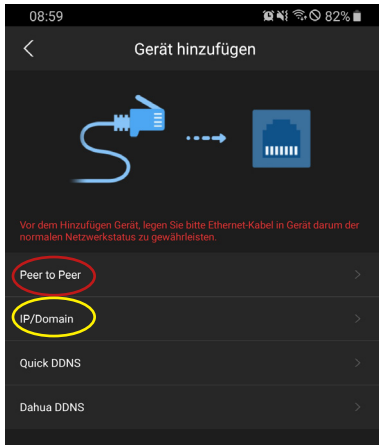 08:59 82%
Gerät hinzufügen
Vor dem Hinzufügen Gerät, legen Sie bitte Ethernet-Kabel in Gerät darum der
normalen Netzwerkstatus zu gewährleisten.
Peer to Peer
IP/Domain
Quick DDNS
Dahua DDNS